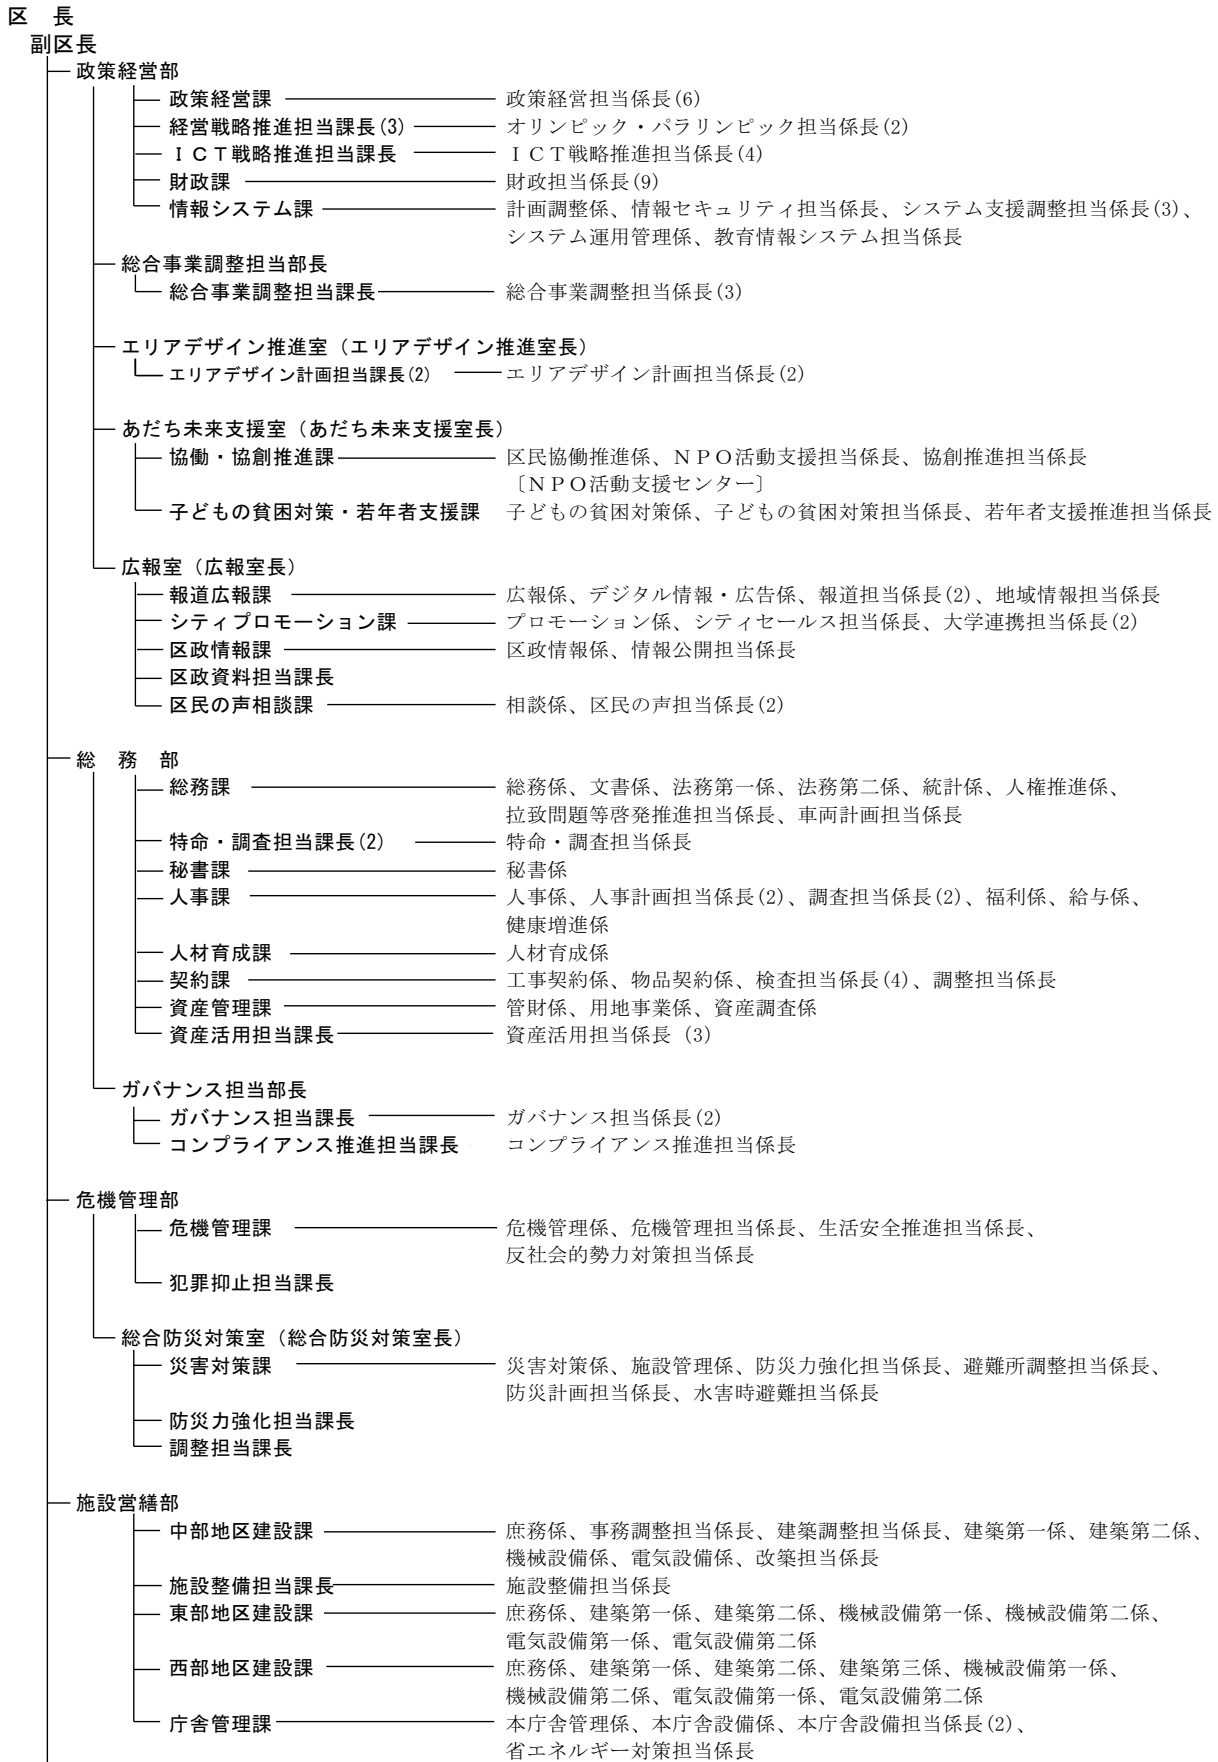 区　長
副区長
政策経営部
政策経営課 政策経営担当係長(6)
経営戦略推進担当課長(3) オリンピック・パラリンピック担当係長(2)
ＩＣＴ戦略推進担当課長 ＩＣＴ戦略推進担当係長(4)
財政課 財政担当係長(9)
情報システム課 計画調整係、情報セキュリティ担当係長、システム支援調整担当係長(3)、
システム運用管理係、教育情報システム担当係長
総合事業調整担当部長
総合事業調整担当課長 総合事業調整担当係長(3)
エリアデザイン推進室（エリアデザイン推進室長）
エリアデザイン計画担当課長(2) エリアデザイン計画担当係長(2)
あだち未来支援室（あだち未来支援室長）
協働・協創推進課 区民協働推進係、ＮＰＯ活動支援担当係長、協創推進担当係長
〔ＮＰＯ活動支援センター〕
子どもの貧困対策・若年者支援課 子どもの貧困対策係、子どもの貧困対策担当係長、若年者支援推進担当係長
広報室（広報室長）
報道広報課 広報係、デジタル情報・広告係、報道担当係長(2)、地域情報担当係長
シティプロモーション課 プロモーション係、シティセールス担当係長、大学連携担当係長(2)
区政情報課 区政情報係、情報公開担当係長
区政資料担当課長
区民の声相談課 相談係、区民の声担当係長(2)
総　務　部
総務課 総務係、文書係、法務第一係、法務第二係、統計係、人権推進係、
拉致問題等啓発推進担当係長、車両計画担当係長
特命・調査担当課長(2) 特命・調査担当係長
秘書課 秘書係
人事課 人事係、人事計画担当係長(2)、調査担当係長(2)、福利係、給与係、
健康増進係
人材育成課 人材育成係
契約課 工事契約係、物品契約係、検査担当係長(4)、調整担当係長
資産管理課 管財係、用地事業係、資産調査係
資産活用担当課長 資産活用担当係長 (3)
ガバナンス担当部長
ガバナンス担当課長 ガバナンス担当係長(2)
コンプライアンス推進担当課長 コンプライアンス推進担当係長
危機管理部
危機管理課 危機管理係、危機管理担当係長、生活安全推進担当係長、
反社会的勢力対策担当係長
犯罪抑止担当課長
総合防災対策室（総合防災対策室長）
災害対策課 災害対策係、施設管理係、防災力強化担当係長、避難所調整担当係長、
防災計画担当係長、水害時避難担当係長
防災力強化担当課長
調整担当課長
施設営繕部
中部地区建設課 庶務係、事務調整担当係長、建築調整担当係長、建築第一係、建築第二係、
機械設備係、電気設備係、改築担当係長
施設整備担当課長 施設整備担当係長
東部地区建設課 庶務係、建築第一係、建築第二係、機械設備第一係、機械設備第二係、
電気設備第一係、電気設備第二係
西部地区建設課 庶務係、建築第一係、建築第二係、建築第三係、機械設備第一係、
機械設備第二係、電気設備第一係、電気設備第二係
庁舎管理課 本庁舎管理係、本庁舎設備係、本庁舎設備担当係長(2)、
省エネルギー対策担当係長